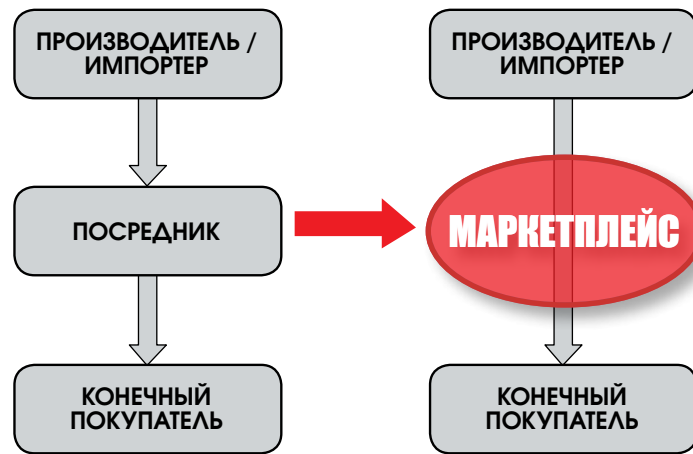 ПРОИЗВОДИТЕЛЬ /
ИМПОРТЕР
ПОСРЕДНИК
КОНЕЧНЫЙ
ПОКУПАТЕЛЬ
ПРОИЗВОДИТЕЛЬ /
ИМПОРТЕР
МАРКЕТПЛЕЙС
КОНЕЧНЫЙ
ПОКУПАТЕЛЬ